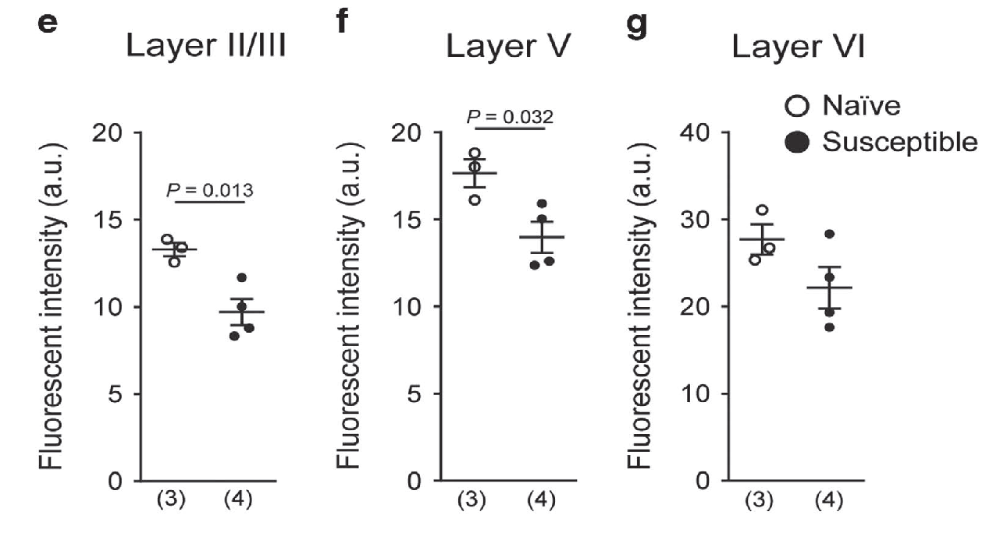 e
Layer II/III
Fluorescent intensity (a.u.)
20
15
10
5
0
P = 0.013
(3)
(4)
f
Layer V
Fluorescent intensity (a.u.)
20
15
10
5
0
P = 0.032
(3)
(4)
g
Layer VI
Naïve
Susceptible
Fluorescent intensity (a.u.)
40
30
20
10
0
(3)
(4)